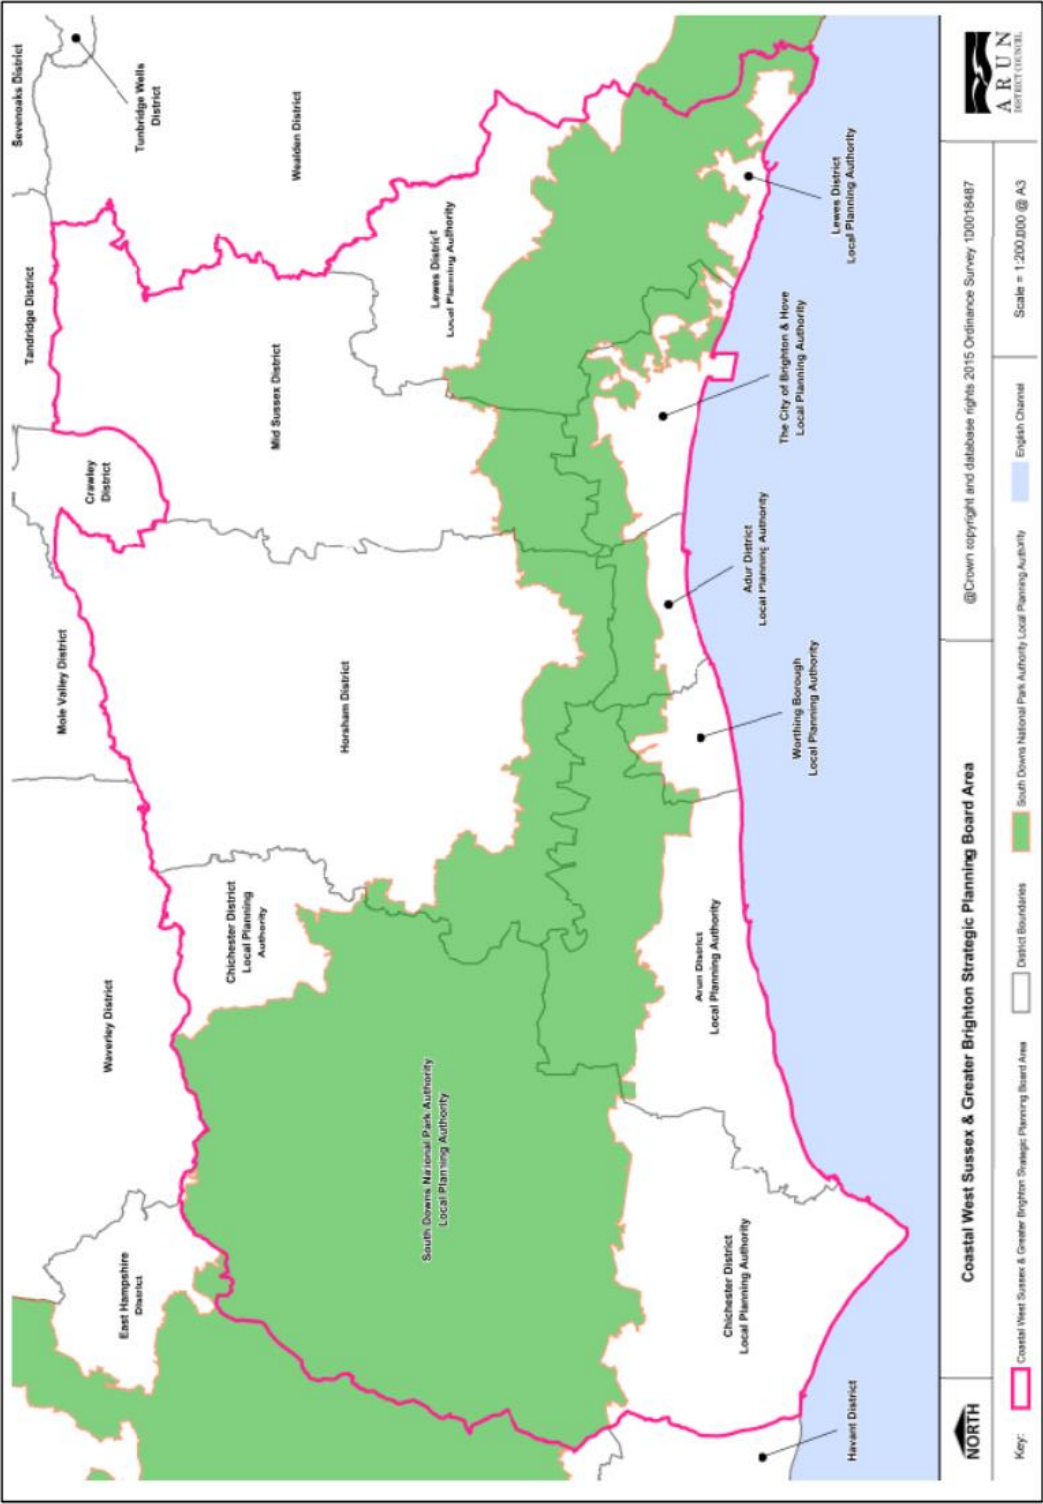 Sevenoaks District
Tunbridge Wells
District
Tandridge District
Wealden District
Mole Valley District
Crawley
District
Lewes District
Local Planning Authority
Mid Sussex District
Waverley District
Horsham District
Chichester District
Local Planning
Authority
East Hampshire
District
South Downs National Park Authority
Local Planning Authority
Lewes District
Local Planning Authority
The City of Brighton & Hove
Local Planning Authority
Adur District
Local Planning Authority
Worthing Borough
Local Planning Authority
Arun District
Local Planning Authority
Chichester District
Local Planning Authority
Havant District
NORTH
Coastal West Sussex & Greater Brighton Strategic Planning Board Area
@Crown copyright and database rights 2015 Ordinance Survey 100018487
ARUN
DISTRICT COUNCIL
Key:
Coastal West Sussex & Greater Brighton Strategic Planning Board Area
District Boundaries
South Downs National Park Authority Local Planning Authority
English Channel
Scale = 1:200,000 @ A3